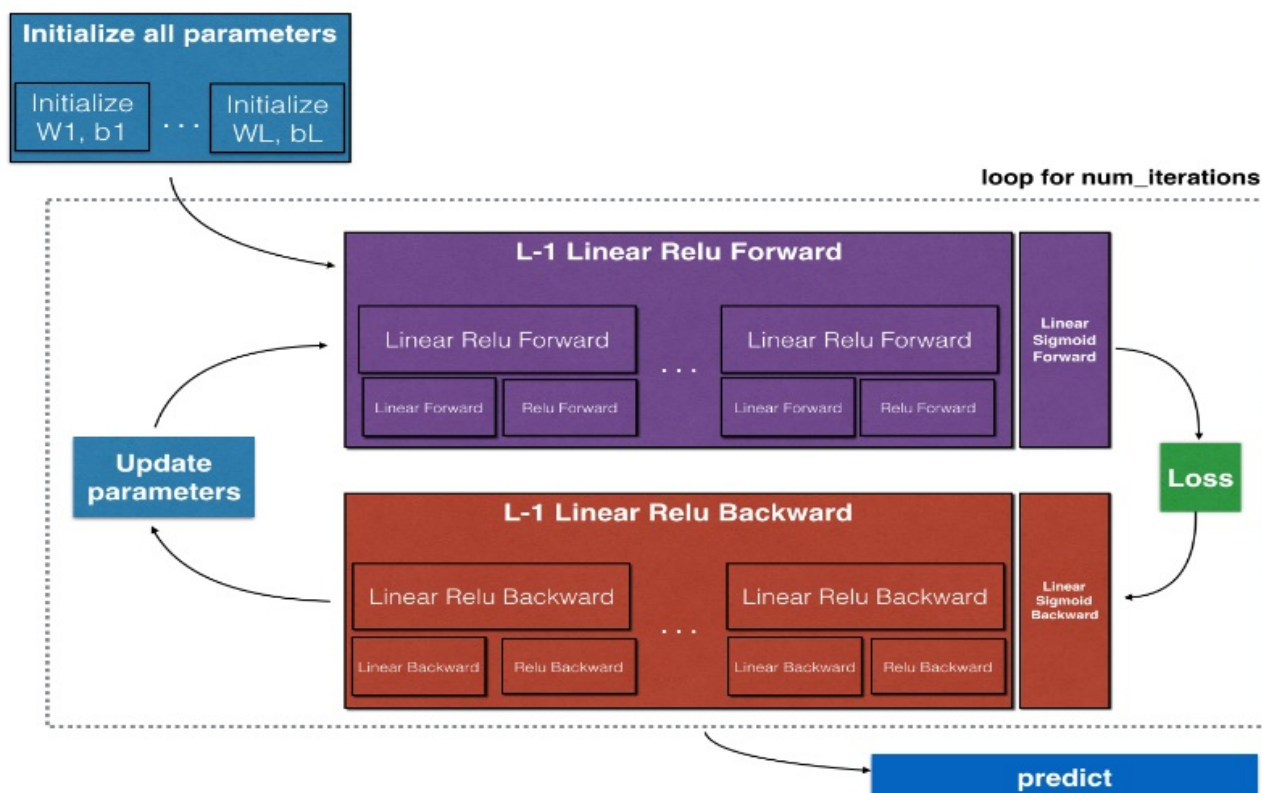 Initialize all parameters
Initialize
W1, b1
. . .
Initialize
WL, bL
loop for num_iterations
L-1 Linear Relu Forward
Linear Relu Forward
Linear Forward
Relu Forward
. . .
Linear Relu Forward
Linear Forward
Relu Forward
Linear
Sigmoid
Forward
Update
parameters
Loss
L-1 Linear Relu Backward
Linear Relu Backward
Linear Backward
Relu Backward
. . .
Linear Relu Backward
Linear Backward
Relu Backward
Linear
Sigmoid
Backward
predict